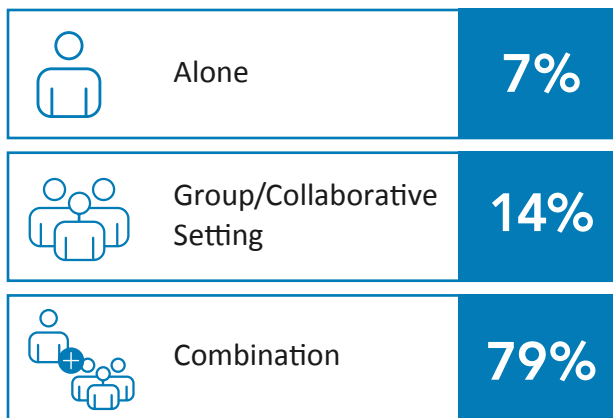 Alone
7%
Group/Collaborative
Setting
14%
Combination
79%